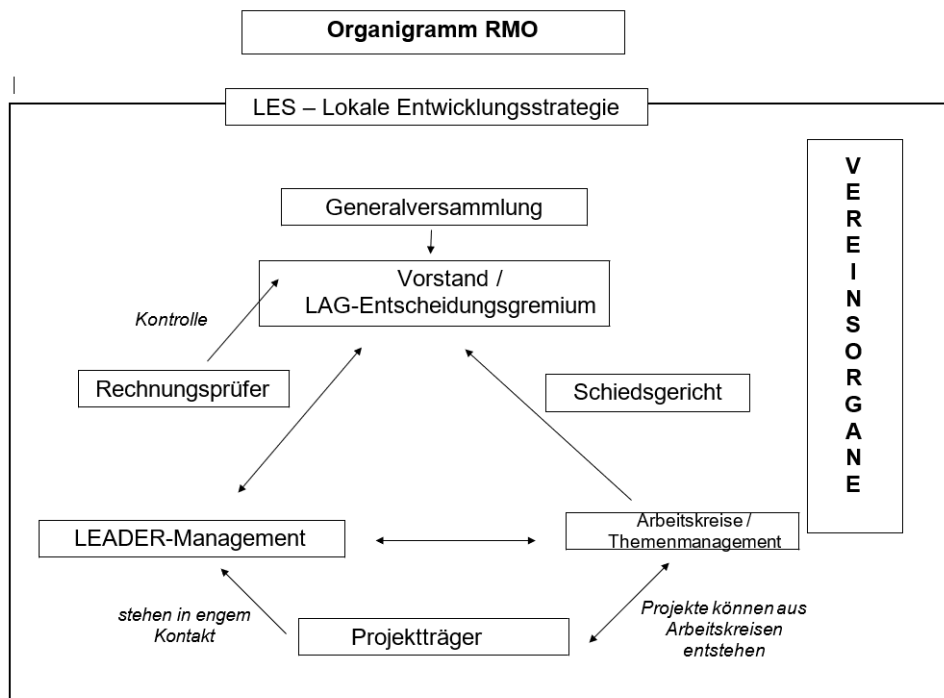 Organigramm RMO
LES – Lokale Entwicklungsstrategie
Generalversammlung
Vorstand /
LAG-Entscheidungsgremium
Kontrolle
Rechnungsprüfer
Schiedsgericht
LEADER-Management
Arbeitskreise /
Themenmanagement
stehen in engem
Kontakt
Projektträger
Projekte können aus
Arbeitskreisen
entstehen
VEREINSORGANE